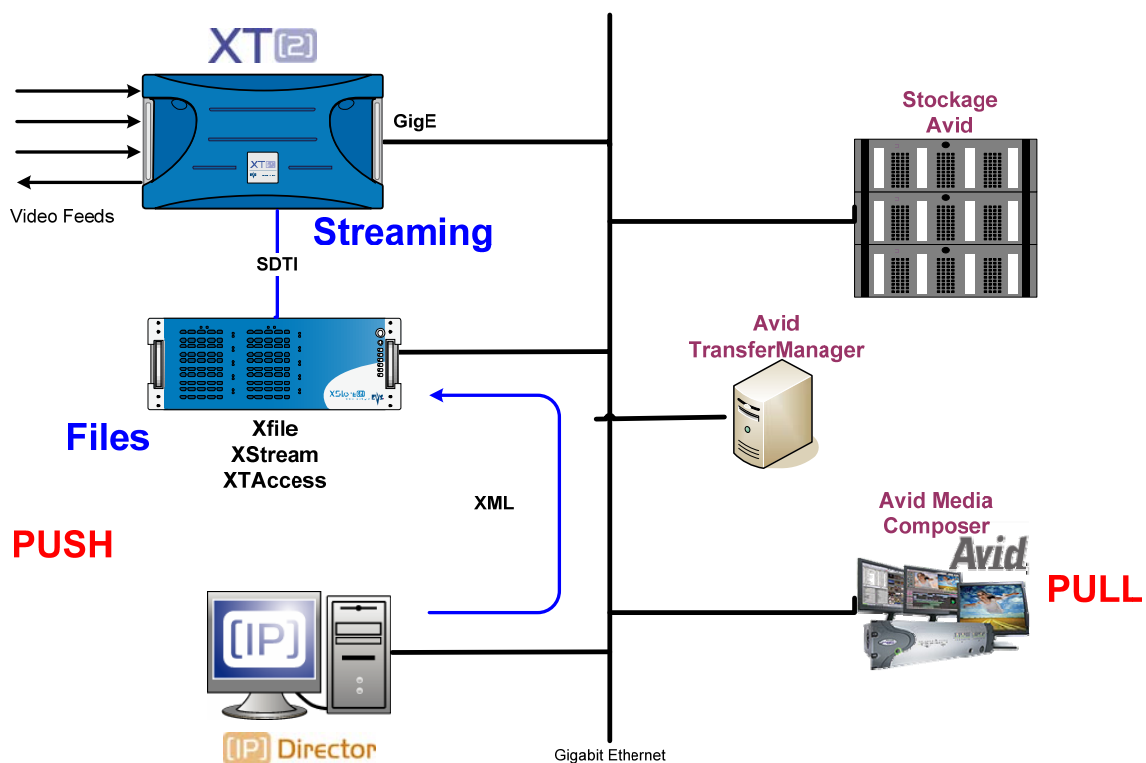 XT[2]
GigE
Stockage
Avid
Video Feeds
Streaming
SDTI
Avid
TransferManager
Files
Xfile
XStream
XTAccess
XML
Avid Media
Composer
Avid
PUSH
PULL
[IP]
[IP] Director
Gigabit Ethernet